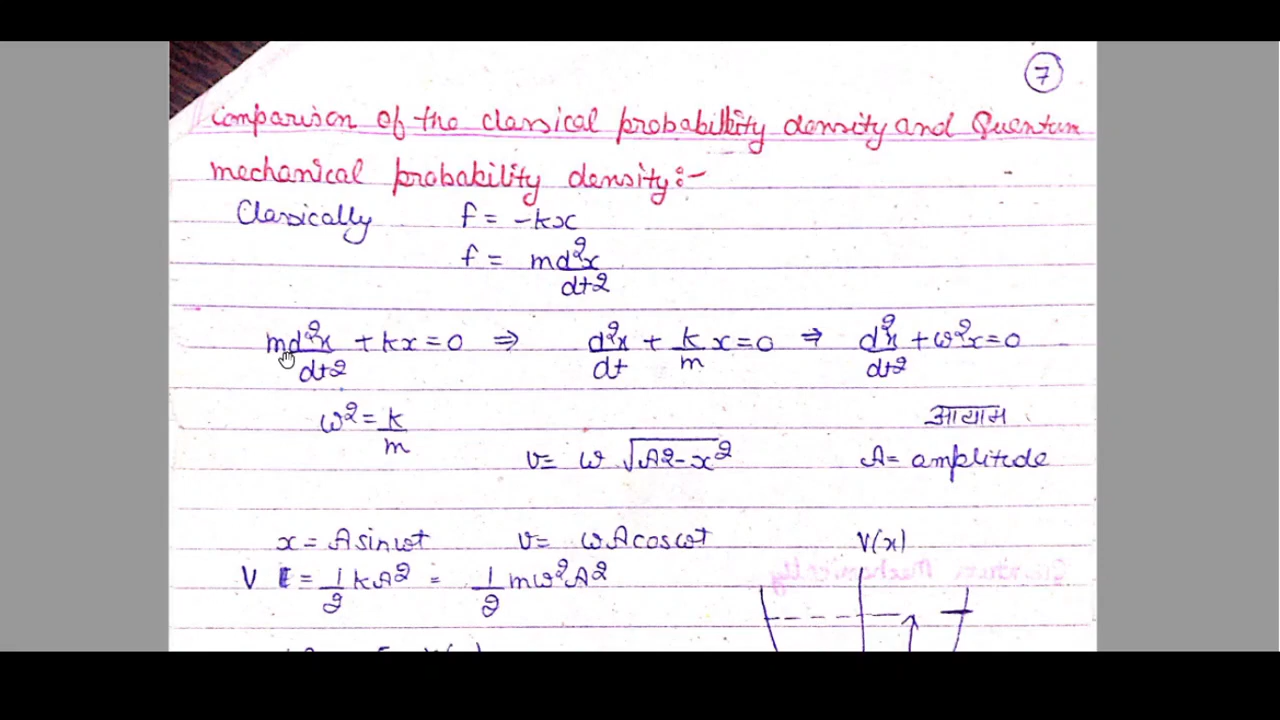 7
Comparison of the classical probability density and Quantum
mechanical probability density:-
Classically f = -kx
f = md²x/dt2
md²x/dt2 + kx = 0 ⇒ d²x/dt + k/m x = 0 ⇒ d²x/dt2 + ω²x = 0
ω2 = k/m
आयाम
v = ω √A2-x2 A = amplitude
x = A sin ωt v = ωA cos ωt V(x)
V = 1/2 kA2 = 1/2 mω²A2